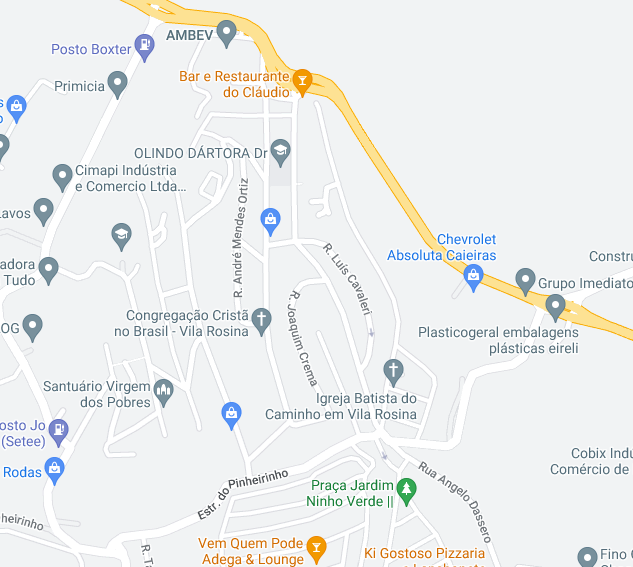 AMBEV
Posto Boxter
Bar e Restaurante
do Cláudio
Primicia
OLINDO DÁRTORA Dr
Cimapi Indústria
e Comercio Ltda...
R. André Mendes Ortiz
Lavos
Chevrolet
Absoluta Caieiras
R. Luís Cavaleri
adora
Tudo
Constru
Grupo Imediato
R. Joaquim Crema
Congregação Cristã
no Brasil - Vila Rosina
OG
Plasticogeral embalagens
plásticas eireli
Santuário Virgem
dos Pobres
Igreja Batista do
Caminho em Vila Rosina
osto Jo
(Setee)
Rodas
Cobix Indu
Comércio de
Estr. do Pinheirinho
Rua Angelo Dassero
Praça Jardim
Ninho Verde ||
nheirinho
R. Ta
Vem Quem Pode
Adega & Lounge
Ki Gostoso Pizzaria
e Lanchonete
Fino C